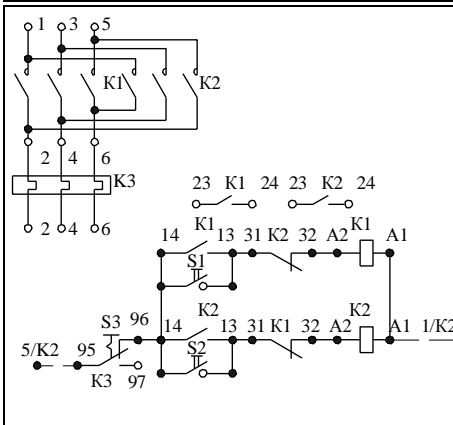 1 3 5
K1 K2
2 4 6
K3
2 4 6
23 K1 24 23 K2 24
K1 K1
14 13 31 K2 32 A2 A1
S1
S3 96 K2 K2
14 13 31 K1 32 A2 A1 1/K2
5/K2 95 S2
K3 97